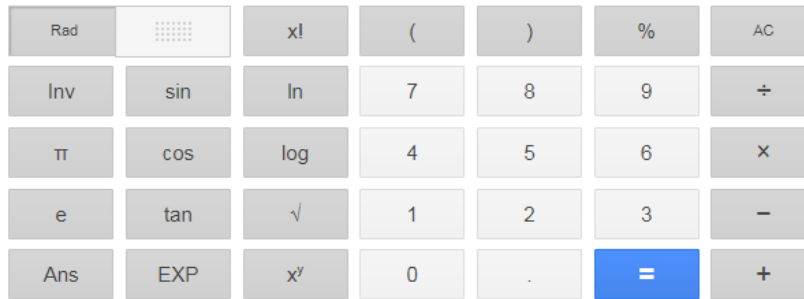 Rad x! ( ) % AC
Inv sin ln 7 8 9 ÷
π cos log 4 5 6 ×
e tan √ 1 2 3 −
Ans EXP xʸ 0 . = +